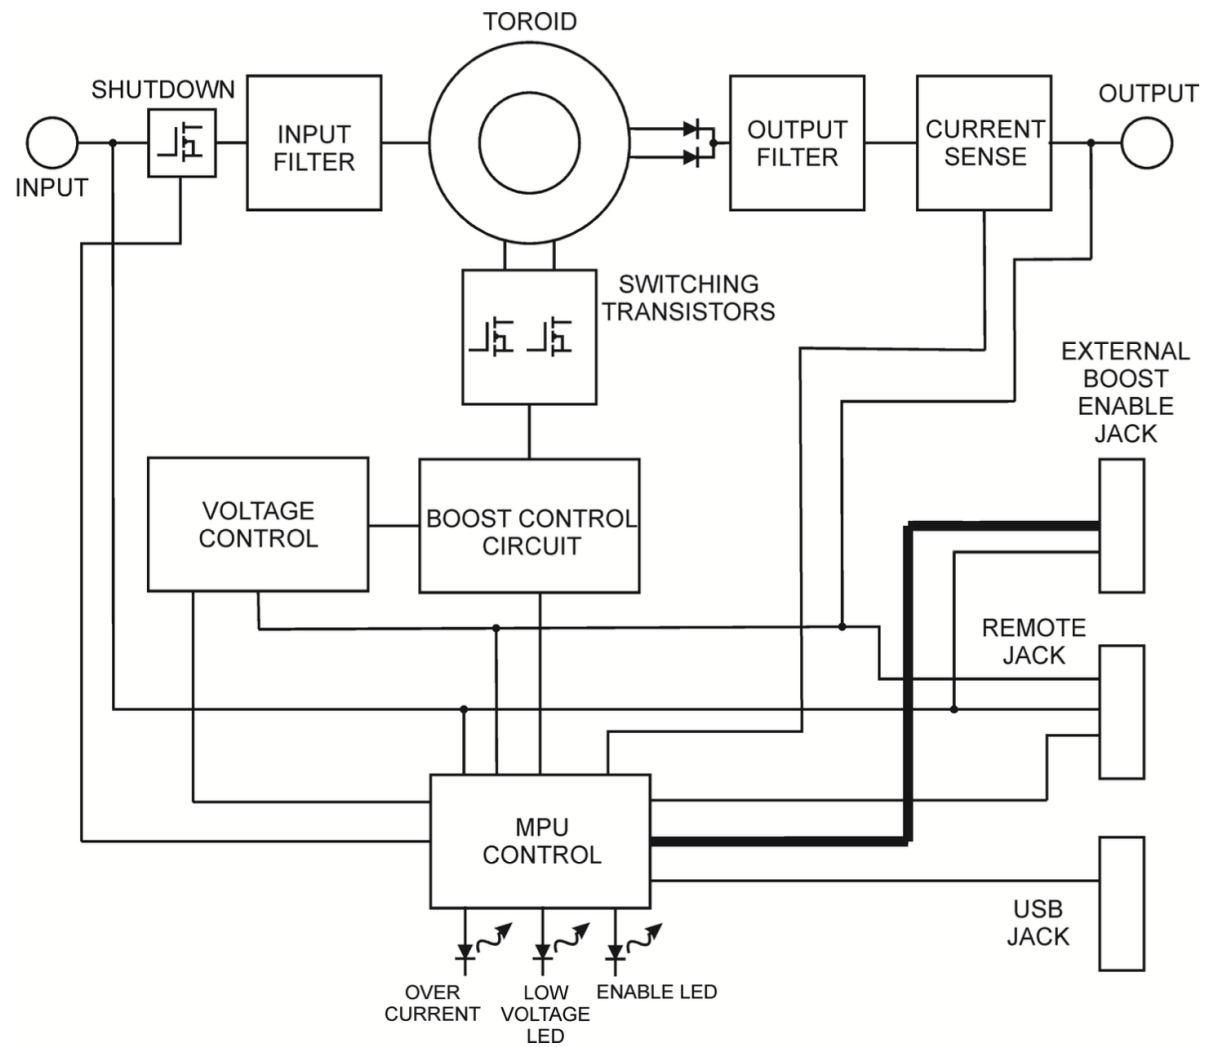 TOROID
SHUTDOWN
INPUT
INPUT
FILTER
OUTPUT
FILTER
CURRENT
SENSE
OUTPUT
SWITCHING
TRANSISTORS
EXTERNAL
BOOST
ENABLE
JACK
VOLTAGE
CONTROL
BOOST CONTROL
CIRCUIT
REMOTE
JACK
MPU
CONTROL
USB
JACK
OVER
CURRENT
LOW
VOLTAGE
LED
ENABLE LED